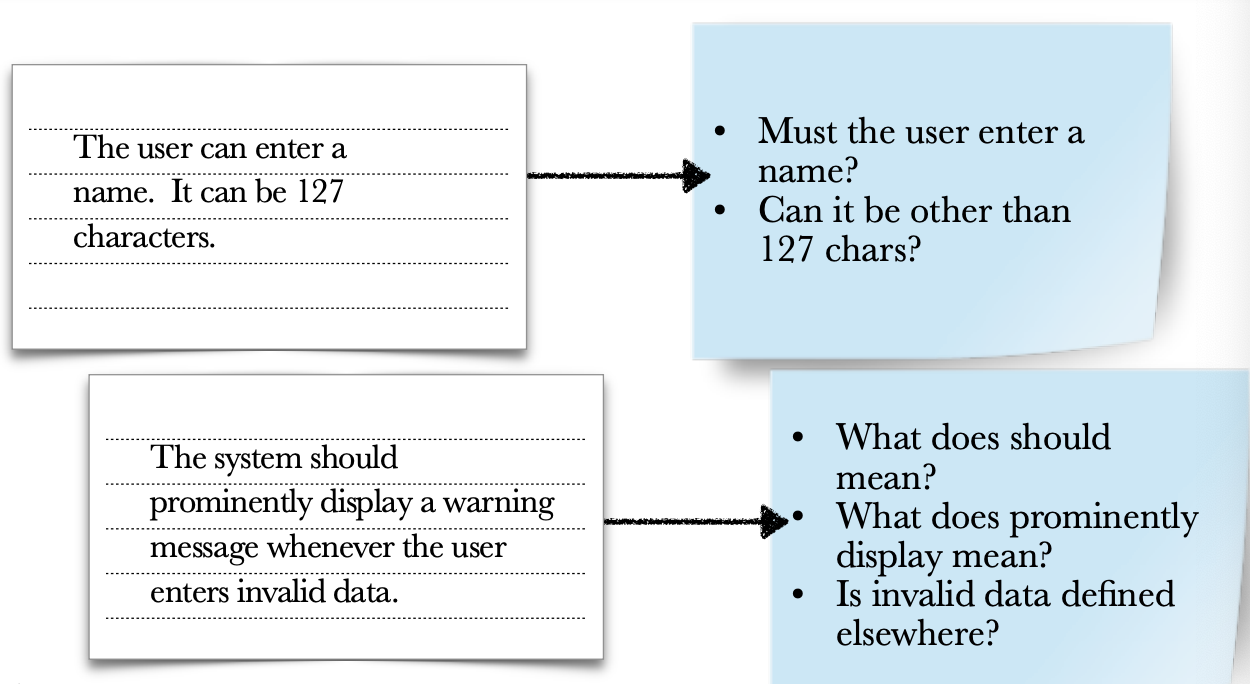 The user can enter a
name.  It can be 127
characters.
• Must the user enter a
name?
• Can it be other than
127 chars?
The system should
prominently display a warning
message whenever the user
enters invalid data.
• What does should
mean?
• What does prominently
display mean?
• Is invalid data defined
elsewhere?